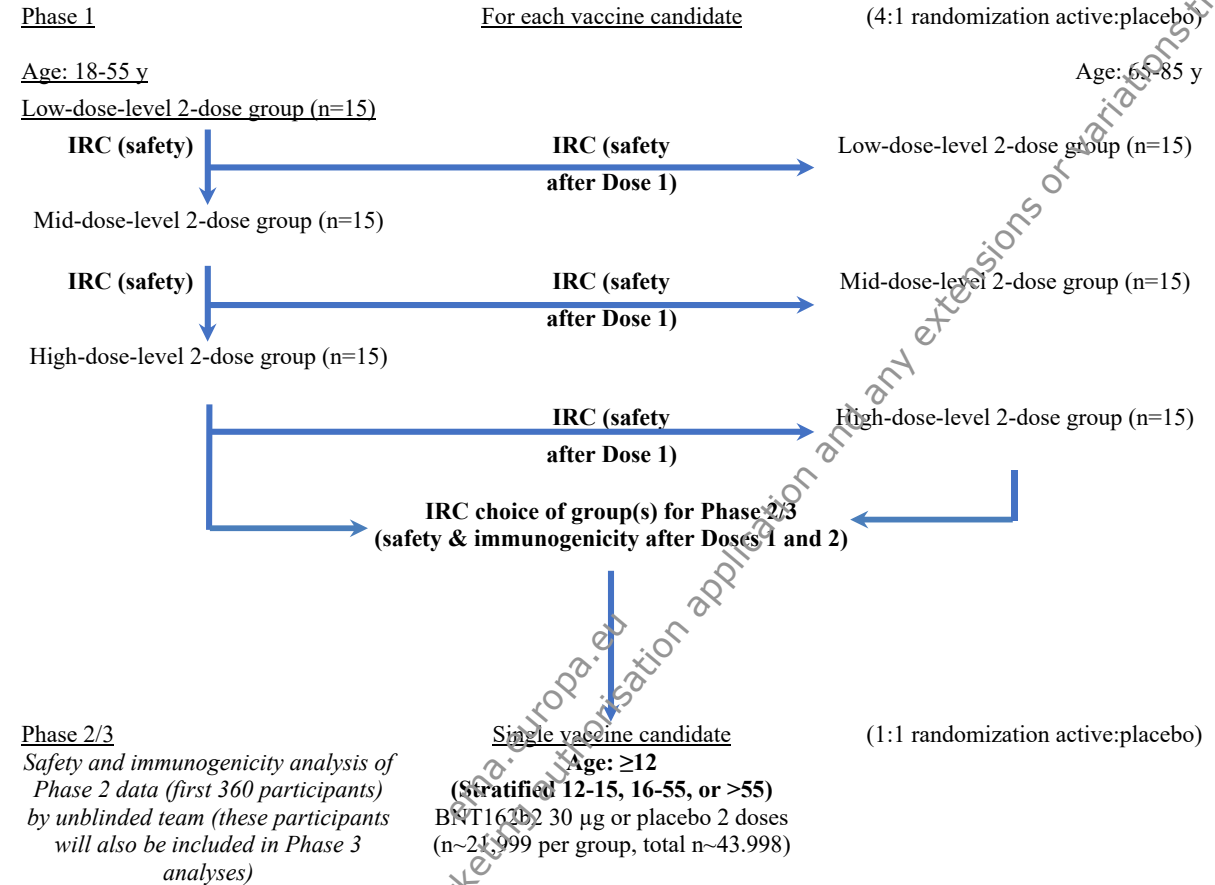 Phase 1
For each vaccine candidate
(4:1 randomization active:placebo)
Age: 18-55 y
Age: 65-85 y
Low-dose-level 2-dose group (n=15)
IRC (safety)
IRC (safety
after Dose 1)
Low-dose-level 2-dose group (n=15)
Mid-dose-level 2-dose group (n=15)
IRC (safety)
IRC (safety
after Dose 1)
Mid-dose-level 2-dose group (n=15)
High-dose-level 2-dose group (n=15)
IRC (safety
after Dose 1)
High-dose-level 2-dose group (n=15)
IRC choice of group(s) for Phase 2/3
(safety & immunogenicity after Doses 1 and 2)
Phase 2/3
Safety and immunogenicity analysis of
Phase 2 data (first 360 participants)
by unblinded team (these participants
will also be included in Phase 3
analyses)
Single vaccine candidate
Age: ≥12
(Stratified 12-15, 16-55, or >55)
BNT162b2 30 µg or placebo 2 doses
(n~21,999 per group, total n~43.998)
(1:1 randomization active:placebo)
ema.europa.eu
authorisation application and any extensions or variations